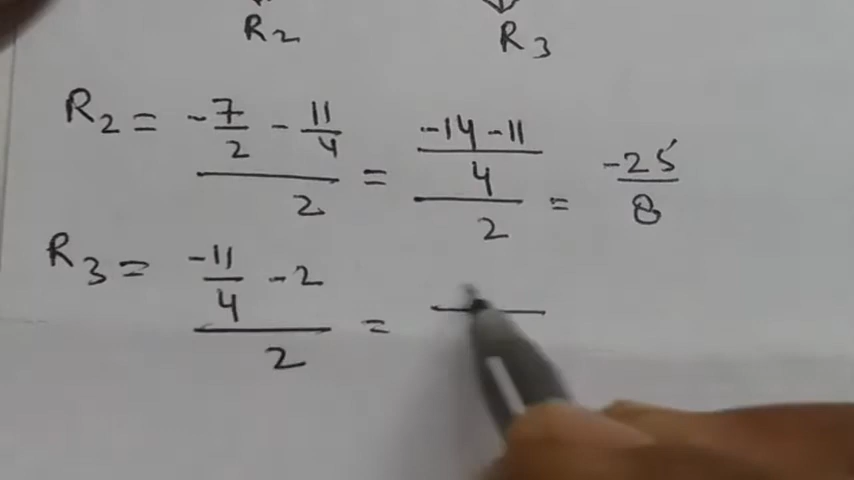 R₂ R₃
R₂ = (-7/2 - 11/4)/2 = ((-14 - 11)/4)/2 = -25/8
R₃ = (-11/4 - 2)/2 =